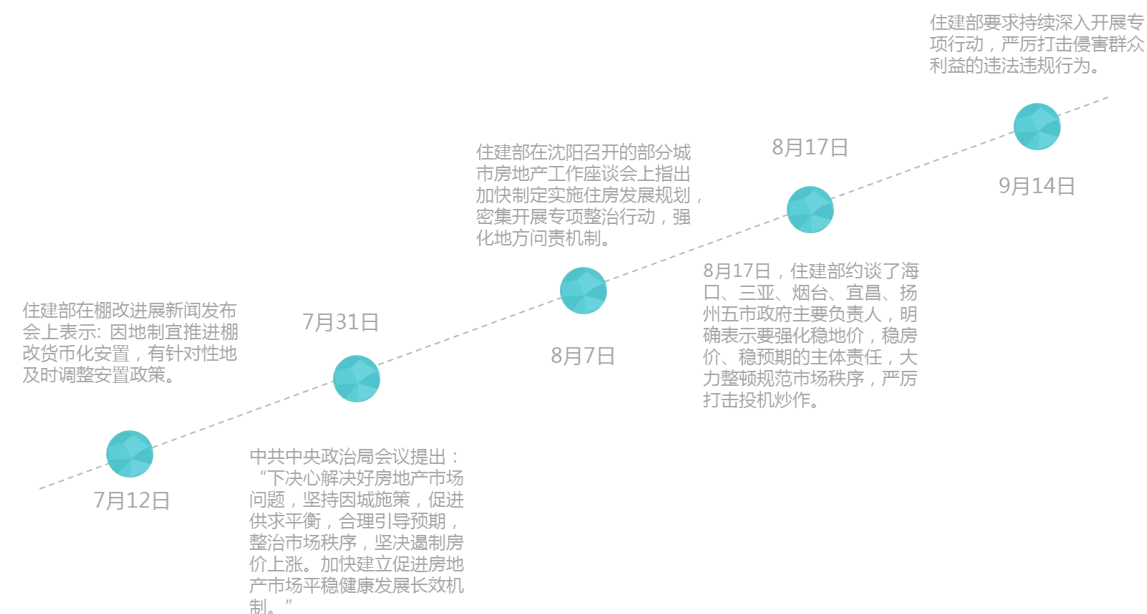 住建部要求持续深入开展专
项行动，严厉打击侵害群众
利益的违法违规行为。
9月14日
8月17日
8月17日，住建部约谈了海
口、三亚、烟台、宜昌、扬
州五市政府主要负责人，明
确表示要强化稳地价，稳房
价、稳预期的主体责任，大
力整顿规范市场秩序，严厉
打击投机炒作。
住建部在沈阳召开的部分城
市房地产工作座谈会上指出
加快制定实施住房发展规划，
密集开展专项整治行动，强
化地方问责机制。
8月7日
7月31日
中共中央政治局会议提出：
“下决心解决好房地产市场
问题，坚持因城施策，促进
供求平衡，合理引导预期，
整治市场秩序，坚决遏制房
价上涨。加快建立促进房地
产市场平稳健康发展长效机
制。”
住建部在棚改进展新闻发布
会上表示: 因地制宜推进棚
改货币化安置，有针对性地
及时调整安置政策。
7月12日